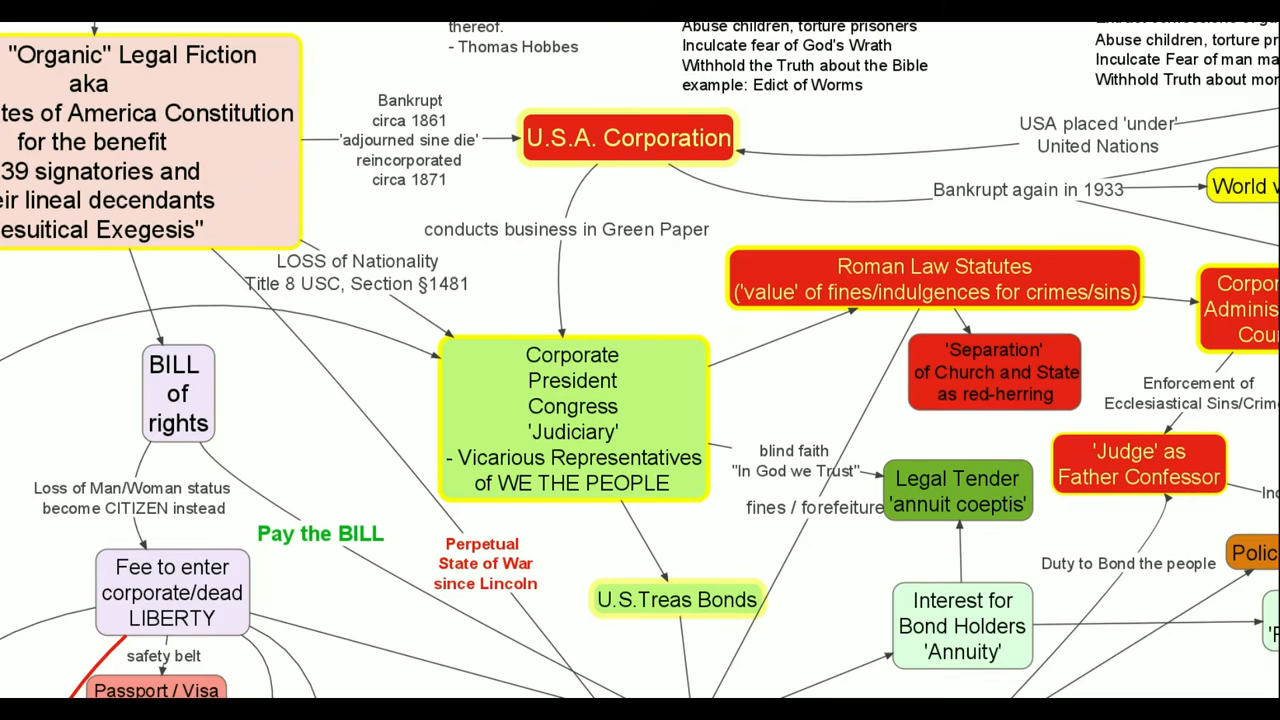 thereof.
- Thomas Hobbes
Abuse children, torture prisoners
Inculcate fear of God's Wrath
Withhold the Truth about the Bible
example: Edict of Worms
Abuse children, torture pr
Inculcate Fear of man ma
Withhold Truth about mor
"Organic" Legal Fiction
aka
tes of America Constitution
for the benefit
39 signatories and
eir lineal decendants
esuitical Exegesis"
Bankrupt
circa 1861
'adjourned sine die'
reincorporated
circa 1871
U.S.A. Corporation
USA placed 'under'
United Nations
Bankrupt again in 1933
World v
conducts business in Green Paper
LOSS of Nationality
Title 8 USC, Section §1481
Roman Law Statutes
('value' of fines/indulgences for crimes/sins)
Corpor
Adminis
Cou
BILL
of
rights
Corporate
President
Congress
'Judiciary'
- Vicarious Representatives
of WE THE PEOPLE
'Separation'
of Church and State
as red-herring
Enforcement of
Ecclesiastical Sins/Crime
blind faith
"In God we Trust"
Legal Tender
'annuit coeptis'
'Judge' as
Father Confessor
Inc
fines / forefeiture
Loss of Man/Woman status
become CITIZEN instead
Pay the BILL
Perpetual
State of War
since Lincoln
Duty to Bond the people
Polic
Fee to enter
corporate/dead
LIBERTY
U.S.Treas Bonds
Interest for
Bond Holders
'Annuity'
safety belt
Passport / Visa